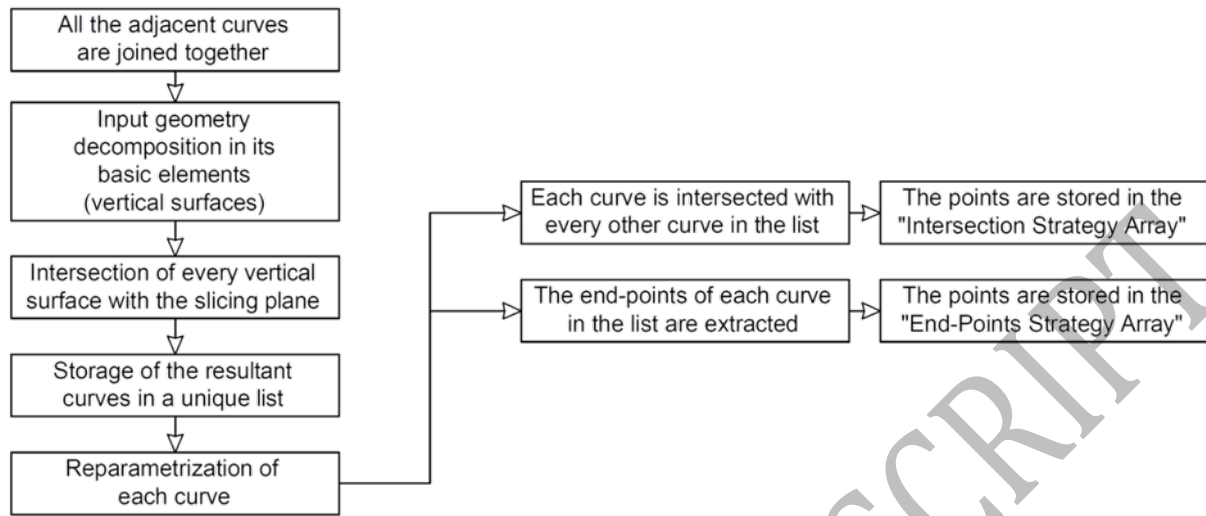 All the adjacent curves
are joined together
Input geometry
decomposition in its
basic elements
(vertical surfaces)
Intersection of every vertical
surface with the slicing plane
Storage of the resultant
curves in a unique list
Reparametrization of
each curve
Each curve is intersected with
every other curve in the list
The points are stored in the
"Intersection Strategy Array"
The end-points of each curve
in the list are extracted
The points are stored in the
"End-Points Strategy Array"
SCRIPT